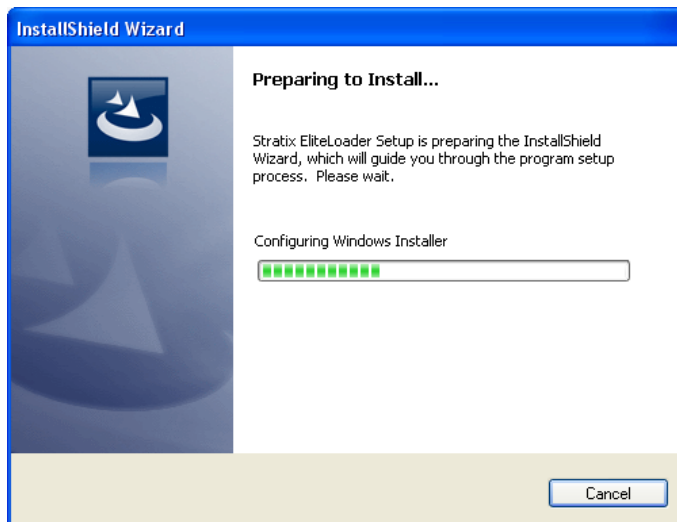 InstallShield Wizard
Preparing to Install...
Stratix EliteLoader Setup is preparing the InstallShield
Wizard, which will guide you through the program setup
process.  Please wait.
Configuring Windows Installer
Cancel